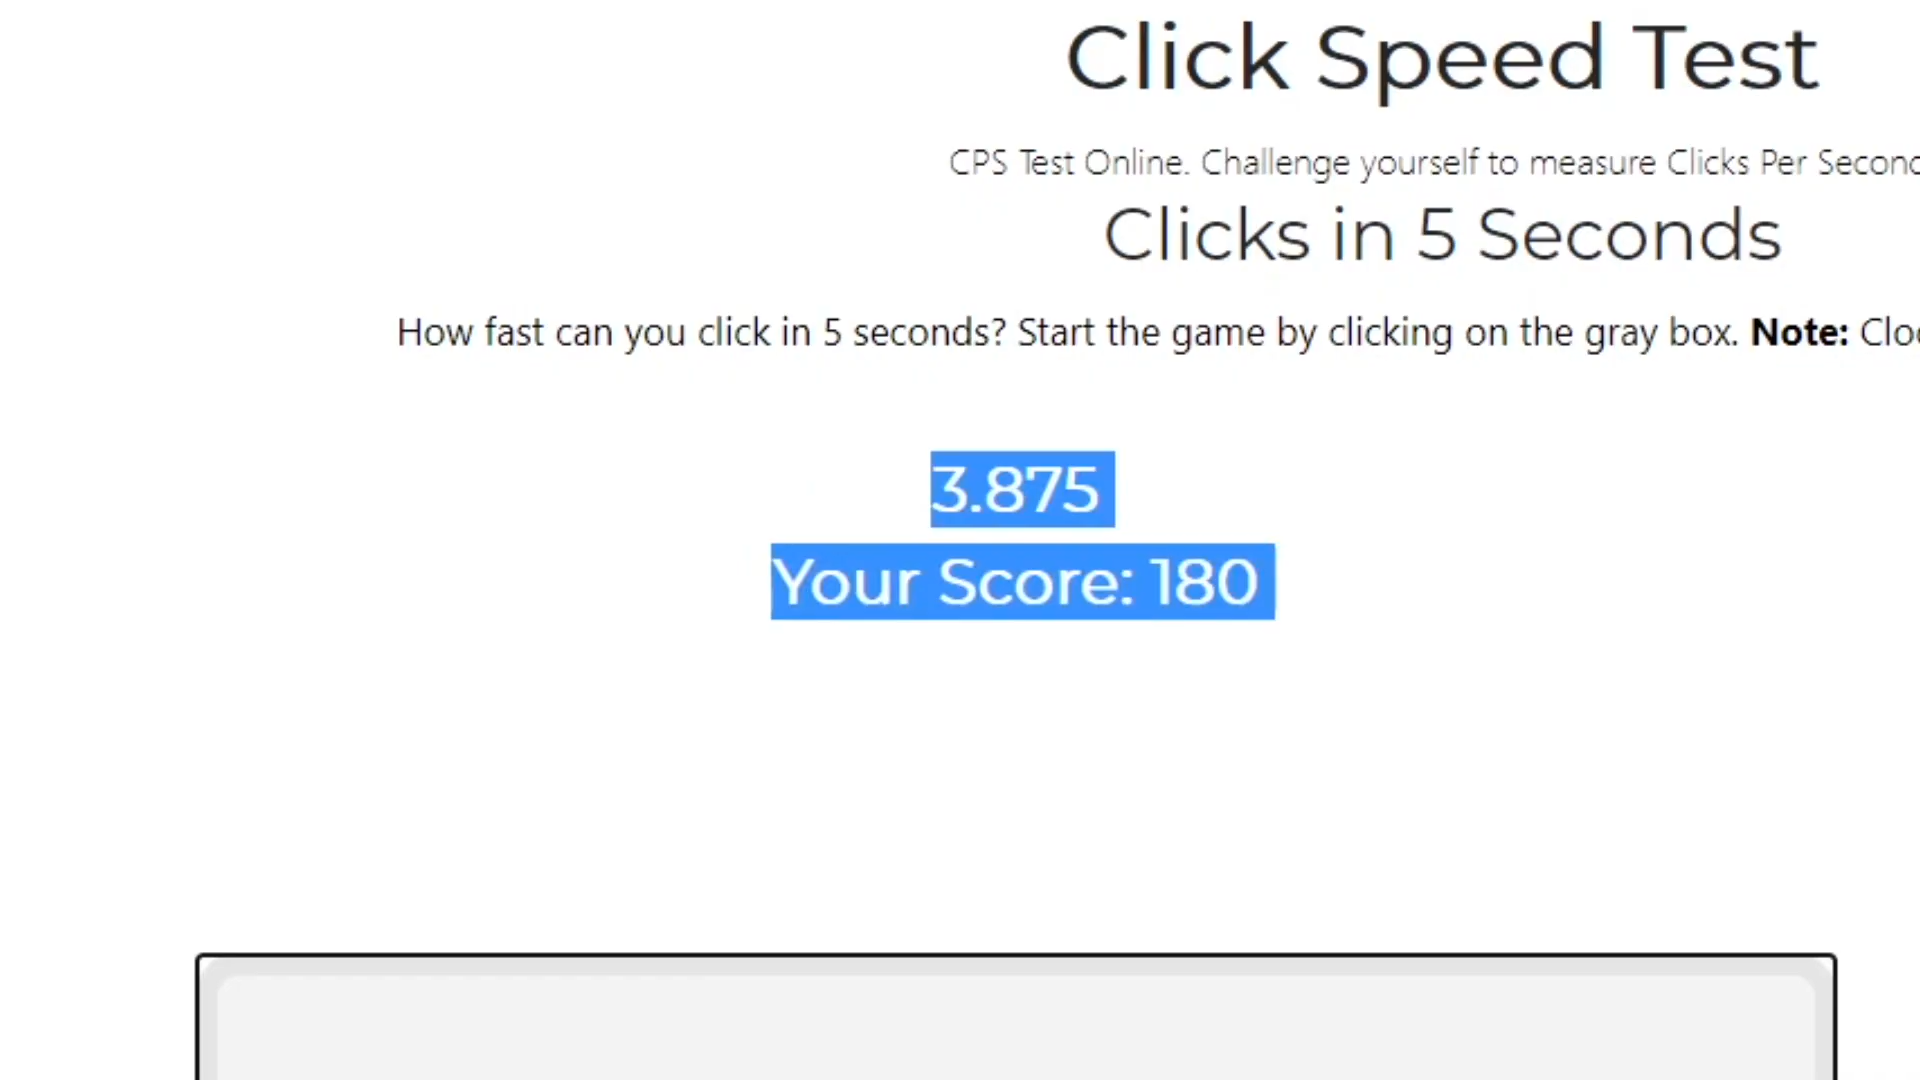 Click Speed Test
CPS Test Online. Challenge yourself to measure Clicks Per Second
Clicks in 5 Seconds
How fast can you click in 5 seconds? Start the game by clicking on the gray box. Note:
3.875
Your Score: 180